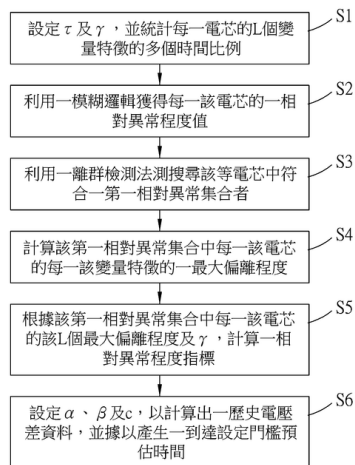 S1
設定τ及γ,並統計每一電芯的L個變
量特徵的多個時間比例
S2
利用一模糊邏輯獲得每一該電芯的一相
對異常程度值
S3
利用一離群檢測法測搜尋該等電芯中符
合一第一相對異常集合者
S4
計算該第一相對異常集合中每一該電芯
的每一該變量特徵的一最大偏離程度
S5
根據該第一相對異常集合中每一該電芯
的該L個最大偏離程度及γ,計算一相
對異常程度指標
S6
設定α、β及c,以計算出一歷史電壓
差資料,並據以產生一到達設定門檻預
估時間